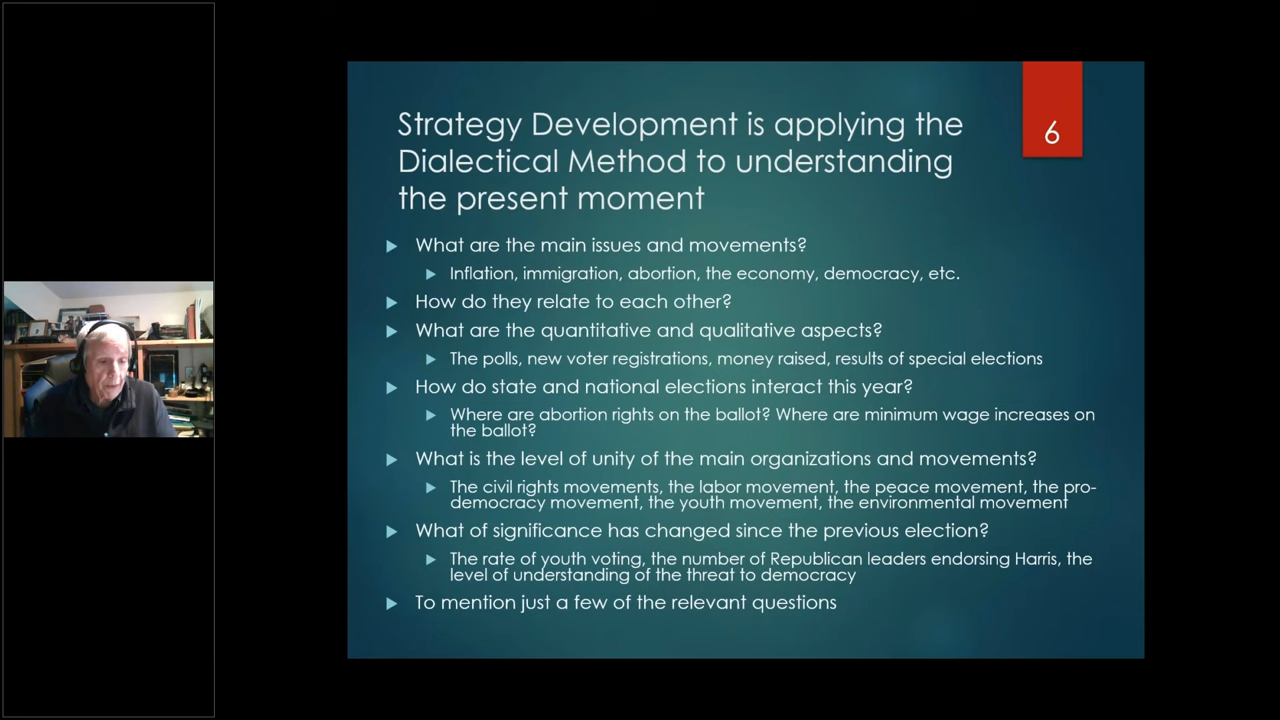 Strategy Development is applying the
Dialectical Method to understanding
the present moment
6
What are the main issues and movements?
Inflation, immigration, abortion, the economy, democracy, etc.
How do they relate to each other?
What are the quantitative and qualitative aspects?
The polls, new voter registrations, money raised, results of special elections
How do state and national elections interact this year?
Where are abortion rights on the ballot? Where are minimum wage increases on
the ballot?
What is the level of unity of the main organizations and movements?
The civil rights movements, the labor movement, the peace movement, the pro-
democracy movement, the youth movement, the environmental movement
What of significance has changed since the previous election?
The rate of youth voting, the number of Republican leaders endorsing Harris, the
level of understanding of the threat to democracy
To mention just a few of the relevant questions